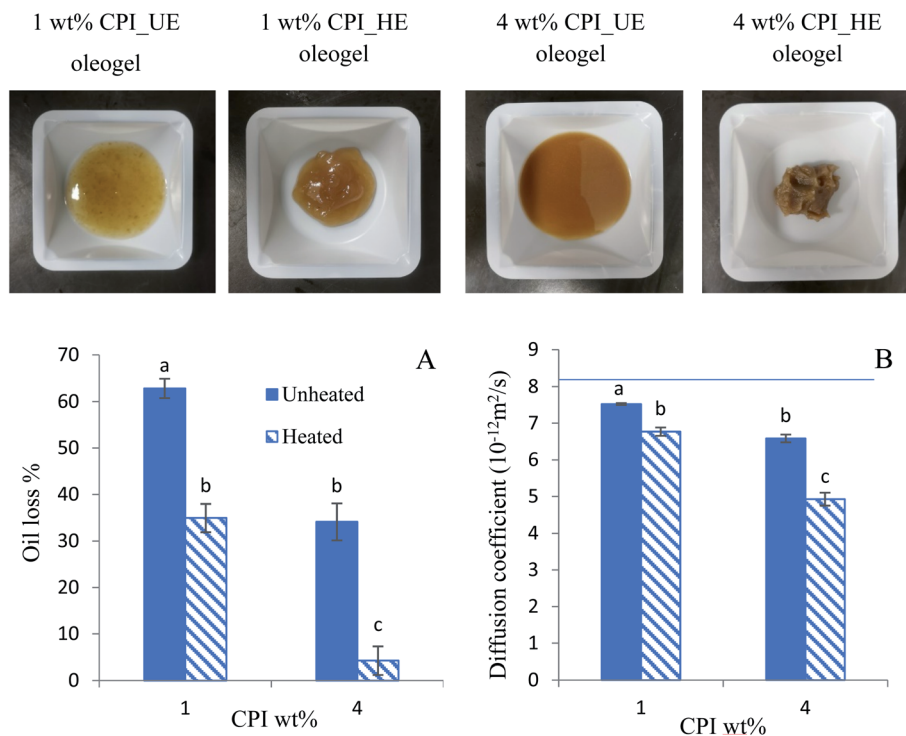 1 wt% CPI_UE
oleogel
1 wt% CPI_HE
oleogel
4 wt% CPI_UE
oleogel
4 wt% CPI_HE
oleogel
A
70
60
50
40
30
20
10
0
Oil loss %
a
b
b
c
Unheated
Heated
1
4
CPI wt%
B
9
8
7
6
5
4
3
2
1
0
Diffusion coefficient (10⁻¹²m²/s)
a
b
b
c
1
4
CPI wt%